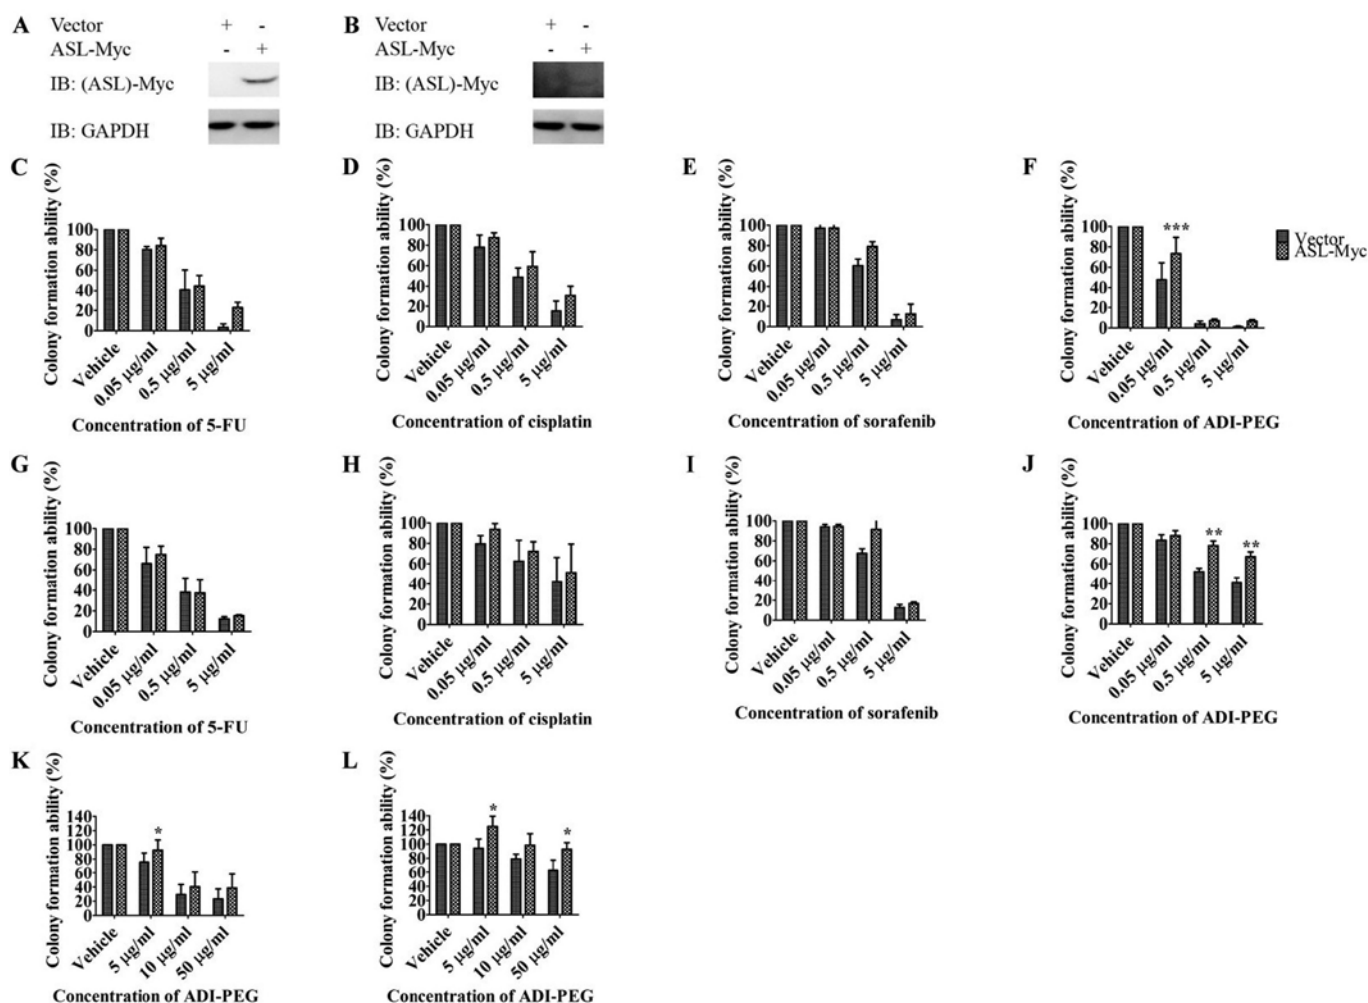 A
Vector + -
ASL-Myc - +
IB: (ASL)-Myc
IB: GAPDH
B
Vector + -
ASL-Myc - +
IB: (ASL)-Myc
IB: GAPDH
C
Colony formation ability (%)
100
80
60
40
20
0
Vehicle
0.05 µg/ml
0.5 µg/ml
5 µg/ml
Concentration of 5-FU
D
Colony formation ability (%)
100
80
60
40
20
0
Vehicle
0.05 µg/ml
0.5 µg/ml
5 µg/ml
Concentration of cisplatin
E
Colony formation ability (%)
100
80
60
40
20
0
Vehicle
0.05 µg/ml
0.5 µg/ml
5 µg/ml
Concentration of sorafenib
F
Colony formation ability (%)
100
80
60
40
20
0
***
Vehicle
0.05 µg/ml
0.5 µg/ml
5 µg/ml
Concentration of ADI-PEG
Vector
ASL-Myc
G
Colony formation ability (%)
100
80
60
40
20
0
Vehicle
0.05 µg/ml
0.5 µg/ml
5 µg/ml
Concentration of 5-FU
H
Colony formation ability (%)
100
80
60
40
20
0
Vehicle
0.05 µg/ml
0.5 µg/ml
5 µg/ml
Concentration of cisplatin
I
Colony formation ability (%)
100
80
60
40
20
0
Vehicle
0.05 µg/ml
0.5 µg/ml
5 µg/ml
Concentration of sorafenib
J
Colony formation ability (%)
100
80
60
40
20
0
**
**
Vehicle
0.05 µg/ml
0.5 µg/ml
5 µg/ml
Concentration of ADI-PEG
K
Colony formation ability (%)
140
120
100
80
60
40
20
0
*
Vehicle
5 µg/ml
10 µg/ml
50 µg/ml
Concentration of ADI-PEG
L
Colony formation ability (%)
140
120
100
80
60
40
20
0
*
*
Vehicle
5 µg/ml
10 µg/ml
50 µg/ml
Concentration of ADI-PEG